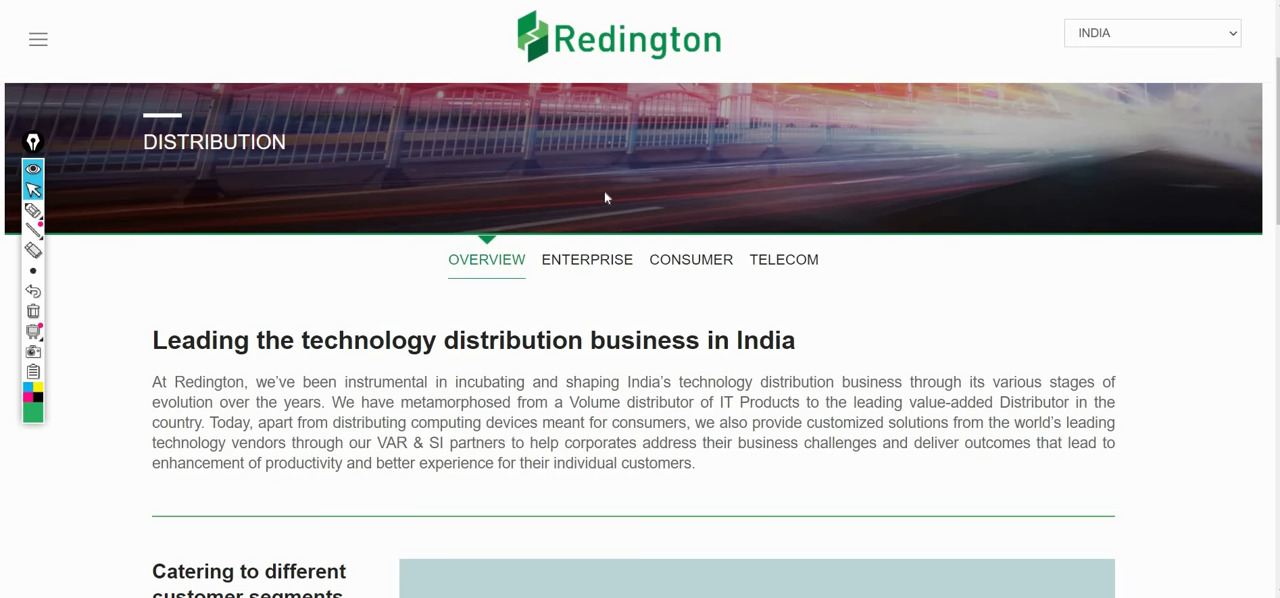 Redington
INDIA
DISTRIBUTION
OVERVIEW ENTERPRISE CONSUMER TELECOM
Leading the technology distribution business in India
At Redington, we’ve been instrumental in incubating and shaping India’s technology distribution business through its various stages of
evolution over the years. We have metamorphosed from a Volume distributor of IT Products to the leading value-added Distributor in the
country. Today, apart from distributing computing devices meant for consumers, we also provide customized solutions from the world’s leading
technology vendors through our VAR & SI partners to help corporates address their business challenges and deliver outcomes that lead to
enhancement of productivity and better experience for their individual customers.
Catering to different
customer segments